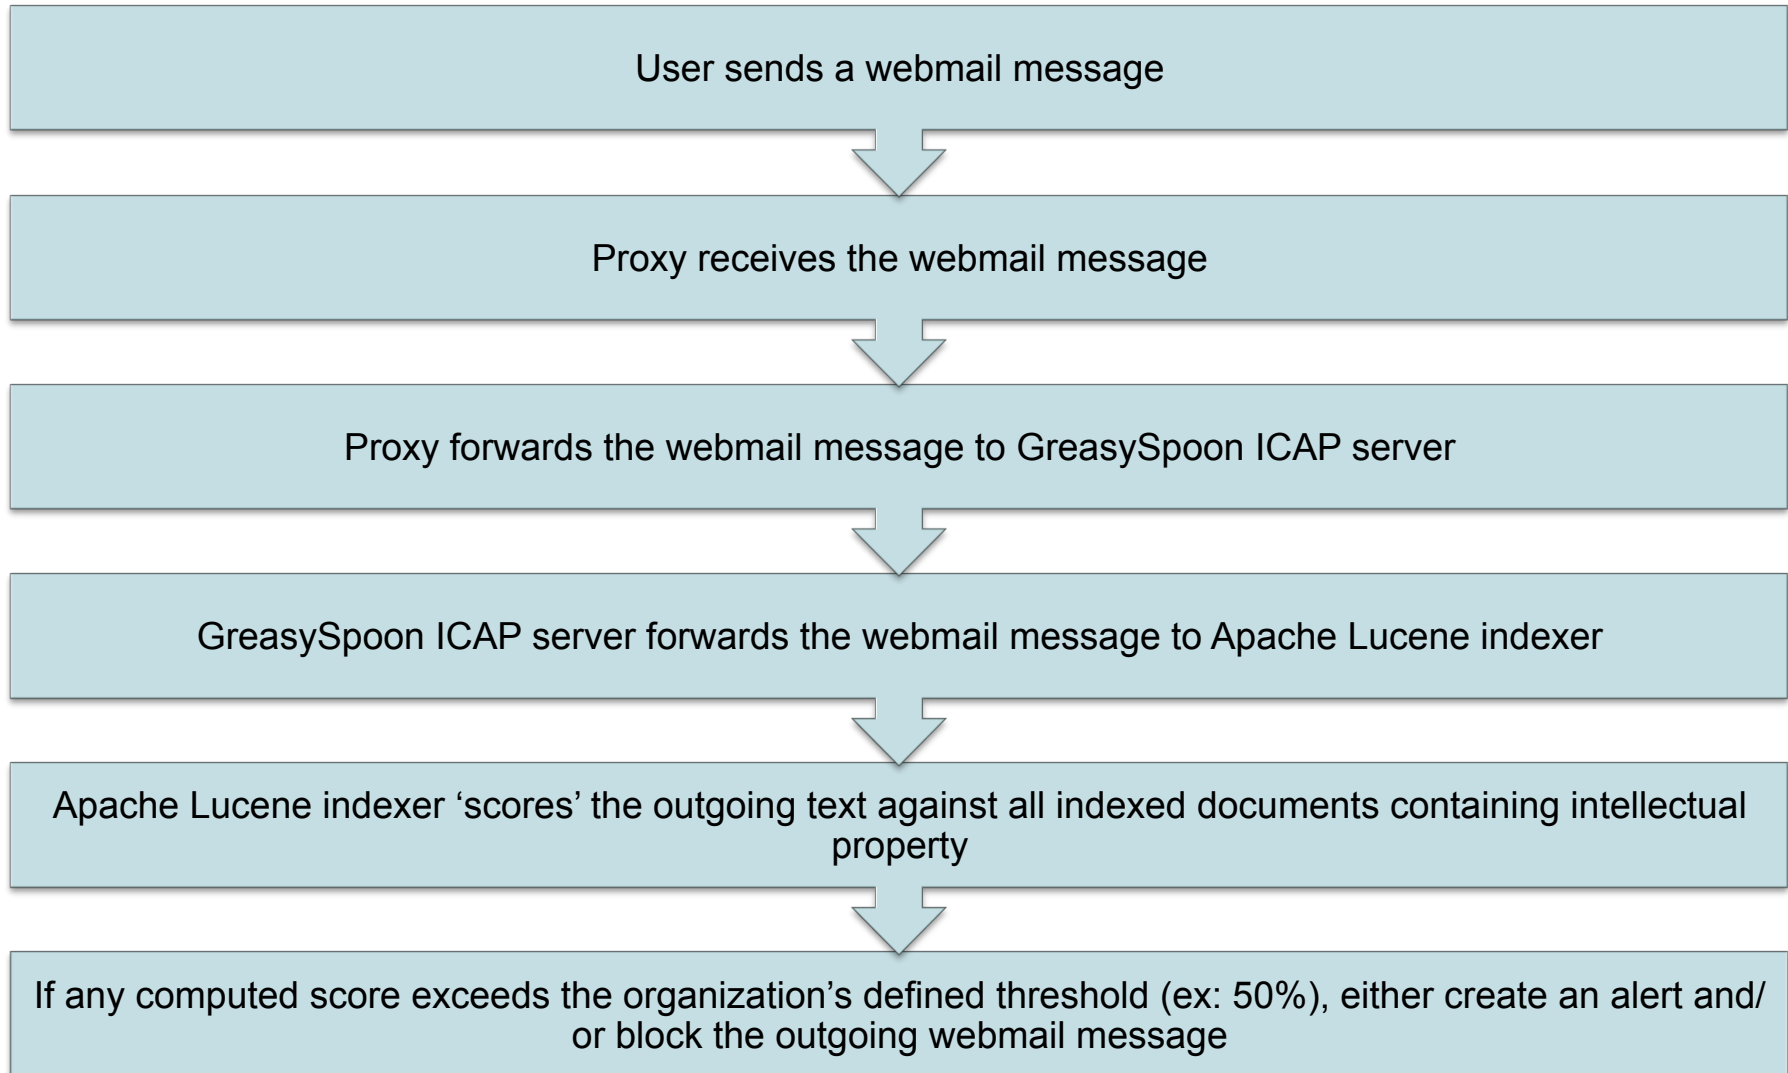 User sends a webmail message
Proxy receives the webmail message
Proxy forwards the webmail message to GreasySpoon ICAP server
GreasySpoon ICAP server forwards the webmail message to Apache Lucene indexer
Apache Lucene indexer ‘scores’ the outgoing text against all indexed documents containing intellectual
property
If any computed score exceeds the organization’s defined threshold (ex: 50%), either create an alert and/
or block the outgoing webmail message